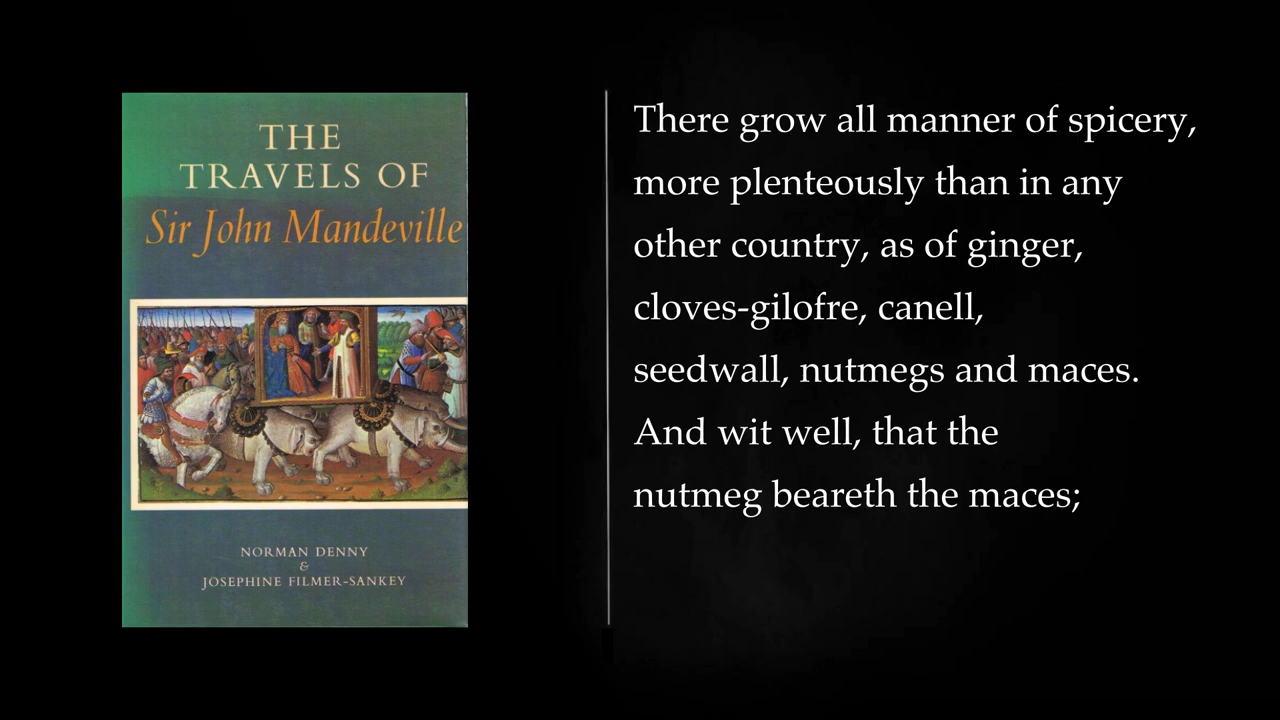 THE
TRAVELS OF
Sir John Mandeville
NORMAN DENNY
&
JOSEPHINE FILMER-SANKEY
There grow all manner of spicery,
more plenteously than in any
other country, as of ginger,
cloves-gilofre, canell,
seedwall, nutmegs and maces.
And wit well, that the
nutmeg beareth the maces;